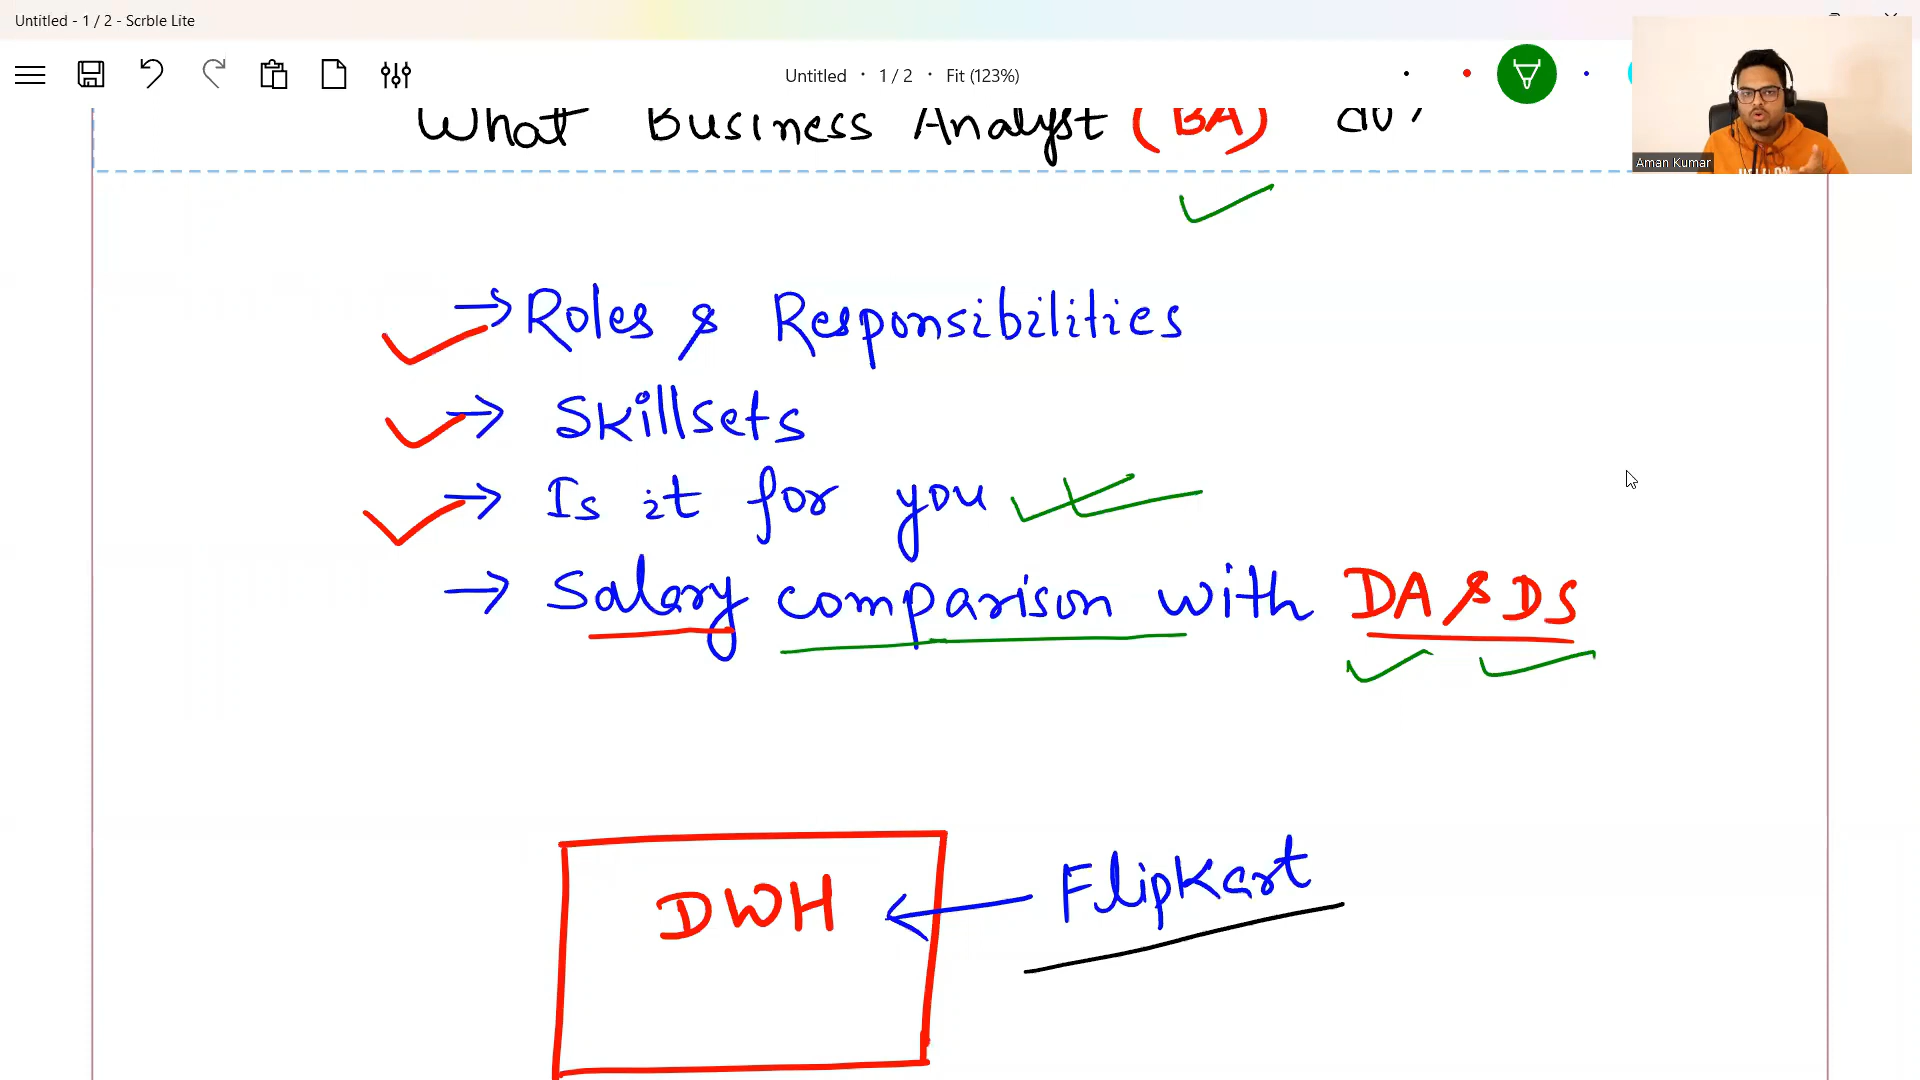 Untitled - 1 / 2 - Scrble Lite
Untitled • 1 / 2 • Fit (123%)
Aman Kumar
What Business Analyst (BA) do?
→ Roles & Responsibilities
→ Skillsets
→ Is it for you
→ Salary comparison with DA & DS
DWH ← Flipkart